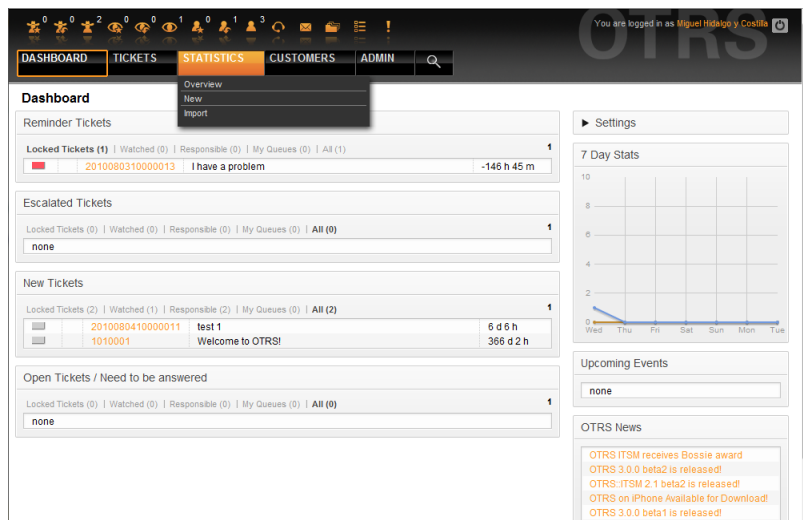 0 0 2 0 0 1 0 1 3
You are logged in as Miguel Hidalgo y Costilla
OTRS
DASHBOARD TICKETS STATISTICS CUSTOMERS ADMIN
Overview
New
Import
Dashboard
Reminder Tickets
Locked Tickets (1) | Watched (0) | Responsible (0) | My Queues (0) | All (1) 1
2010080310000013 I have a problem -146 h 45 m
Escalated Tickets
Locked Tickets (0) | Watched (0) | Responsible (0) | My Queues (0) | All (0) 1
none
New Tickets
Locked Tickets (2) | Watched (1) | Responsible (2) | My Queues (0) | All (2) 1
2010080410000011 test 1 6 d 6 h
1010001 Welcome to OTRS! 366 d 2 h
Open Tickets / Need to be answered
Locked Tickets (0) | Watched (0) | Responsible (0) | My Queues (0) | All (0) 1
none
Settings
7 Day Stats
10
8
6
4
2
0
Wed Thu Fri Sat Sun Mon Tue
Upcoming Events
none
OTRS News
OTRS ITSM receives Bossie award
OTRS 3.0.0 beta2 is released!
OTRS::ITSM 2.1 beta2 is released!
OTRS on iPhone Available for Download!
OTRS 3.0.0 beta1 is released!